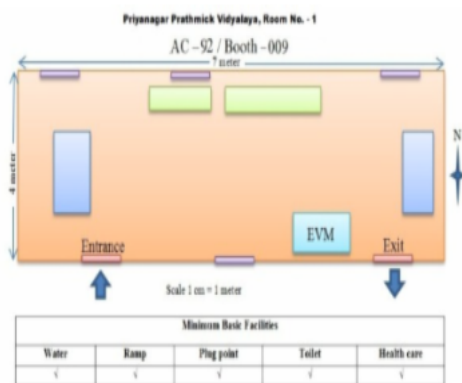 Priyanagar Prathmick Vidyalaya, Room No. - 1
AC -92 / Booth -009
7 meter
4 meter
N
EVM
Entrance
Exit
Scale 1 cm = 1 meter
Minimum Basic Facilities
Water Ramp Plug point Toilet Health care
√ √ √ √ √